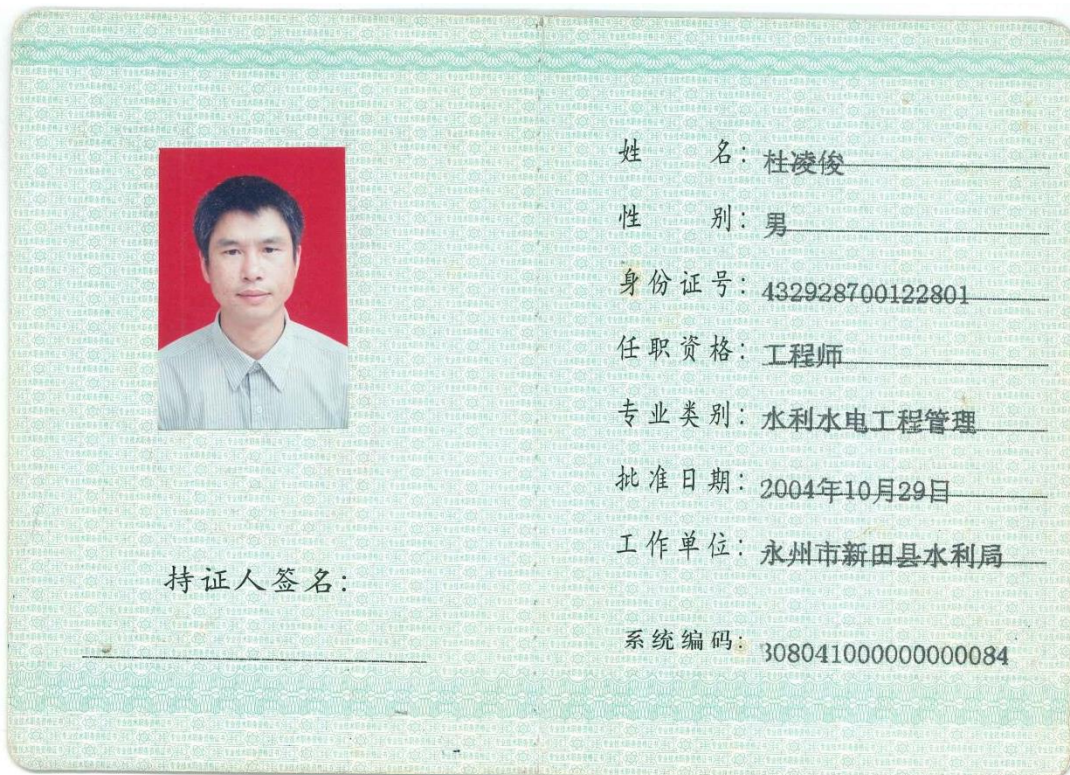 姓 名：杜凌俊
性 别：男
身份证号：432928700122801
任职资格：工程师
专业类别：水利水电工程管理
批准日期：2004年10月29日
工作单位：永州市新田县水利局
持证人签名：
系统编码：308041000000000084